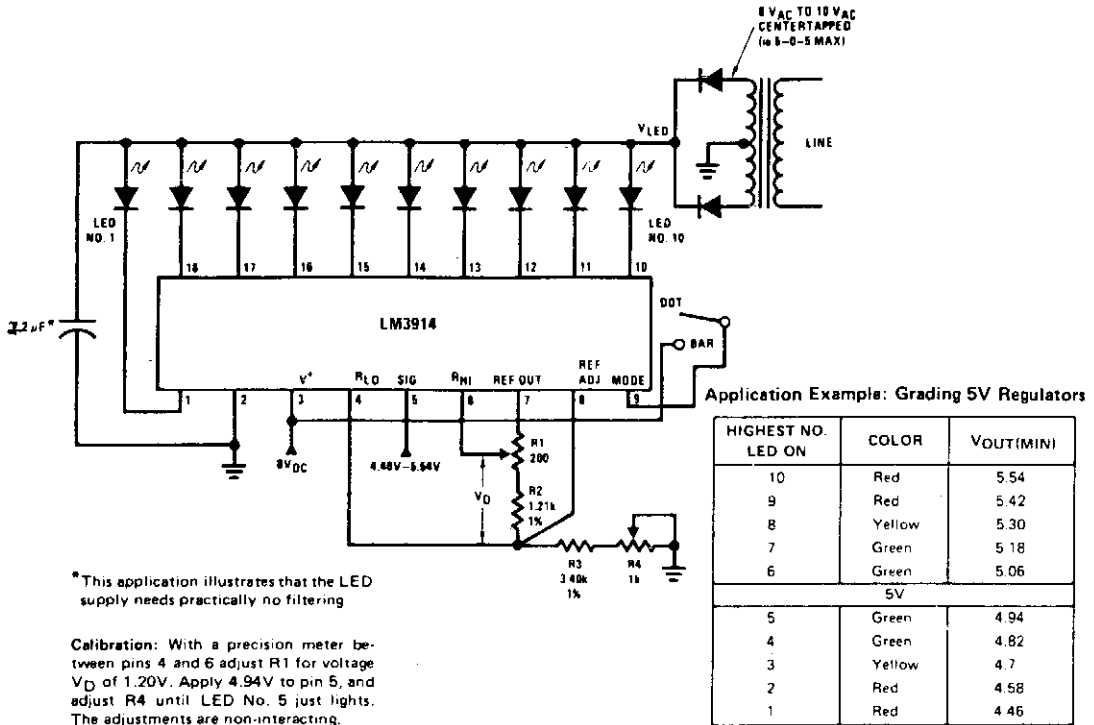 6 VAC TO 10 VAC
CENTERTAPPED
(ie 5-0-5 MAX)
VLED
LINE
LED
NO. 1
LED
NO. 10
18
17
16
15
14
13
12
11
10
2.2 µF*
LM3914
DOT
BAR
V+
RLO
SIG
RHI
REF OUT
REF
ADJ
MODE
1
2
3
4
5
6
7
8
9
4.46V-5.54V
R1
200
VD
R2
1.21k
1%
R3
1%
R4
1k
*This application illustrates that the LED
supply needs practically no filtering
Calibration: With a precision meter be-
tween pins 4 and 6 adjust R1 for voltage
VD of 1.20V. Apply 4.94V to pin 5, and
adjust R4 until LED No. 5 just lights.
The adjustments are non-interacting.
Application Example: Grading 5V Regulators
HIGHEST NO. LED ON COLOR VOUT(MIN)
10 Red 5.54
9 Red 5.42
8 Yellow 5.30
7 Green 5.18
6 Green 5.06
5V
5 Green 4.94
4 Green 4.82
3 Yellow 4.7
2 Red 4.58
1 Red 4.46